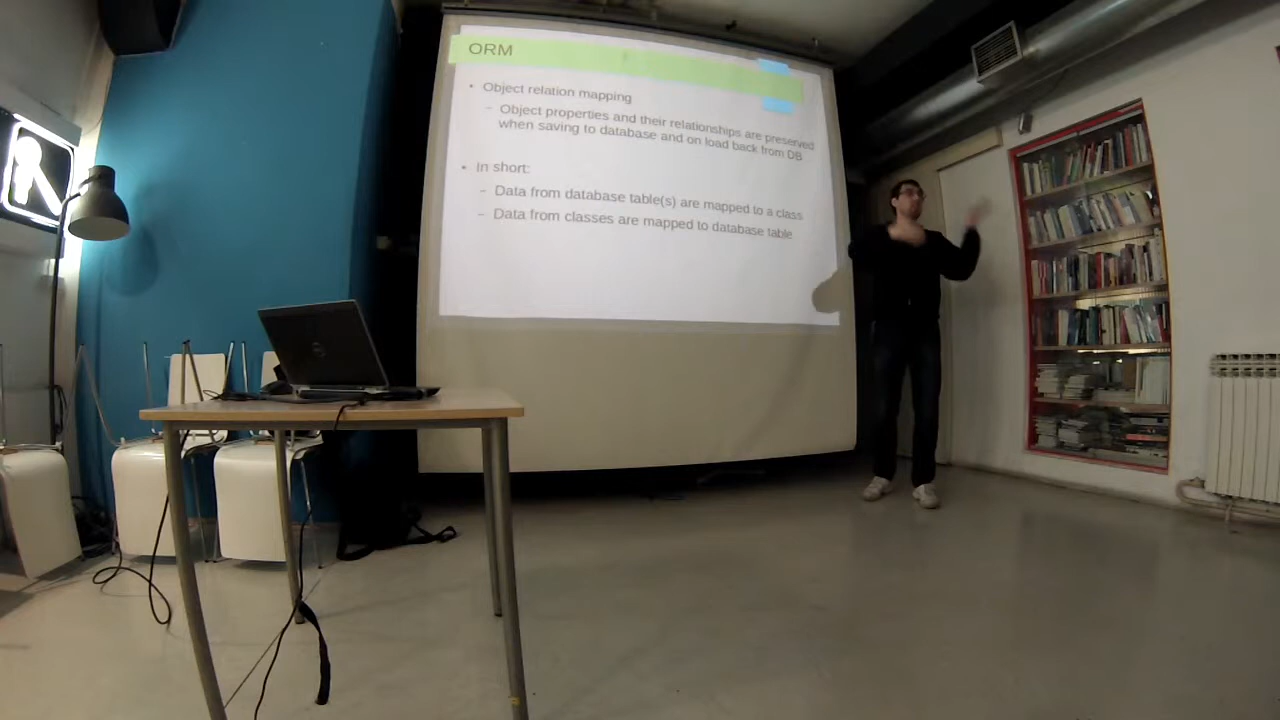 ORM
• Object relation mapping
– Object properties and their relationships are preserved
when saving to database and on load back from DB
• In short:
– Data from database table(s) are mapped to a class
– Data from classes are mapped to database table